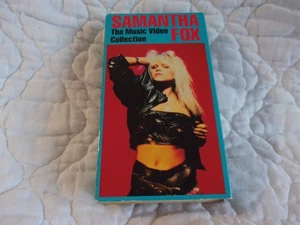 SAMANTHA
FOX
The Music Video
Collection